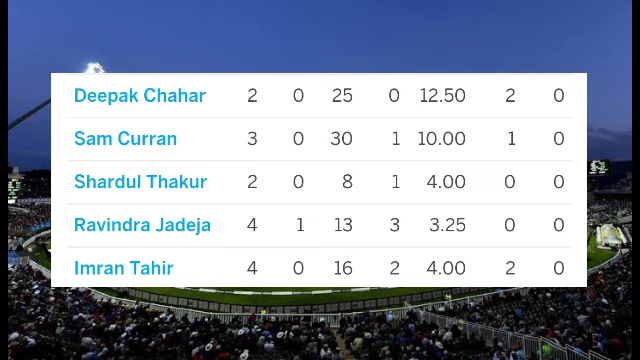 Deepak Chahar 2 0 25 0 12.50 2 0
Sam Curran 3 0 30 1 10.00 1 0
Shardul Thakur 2 0 8 1 4.00 0 0
Ravindra Jadeja 4 1 13 3 3.25 0 0
Imran Tahir 4 0 16 2 4.00 2 0